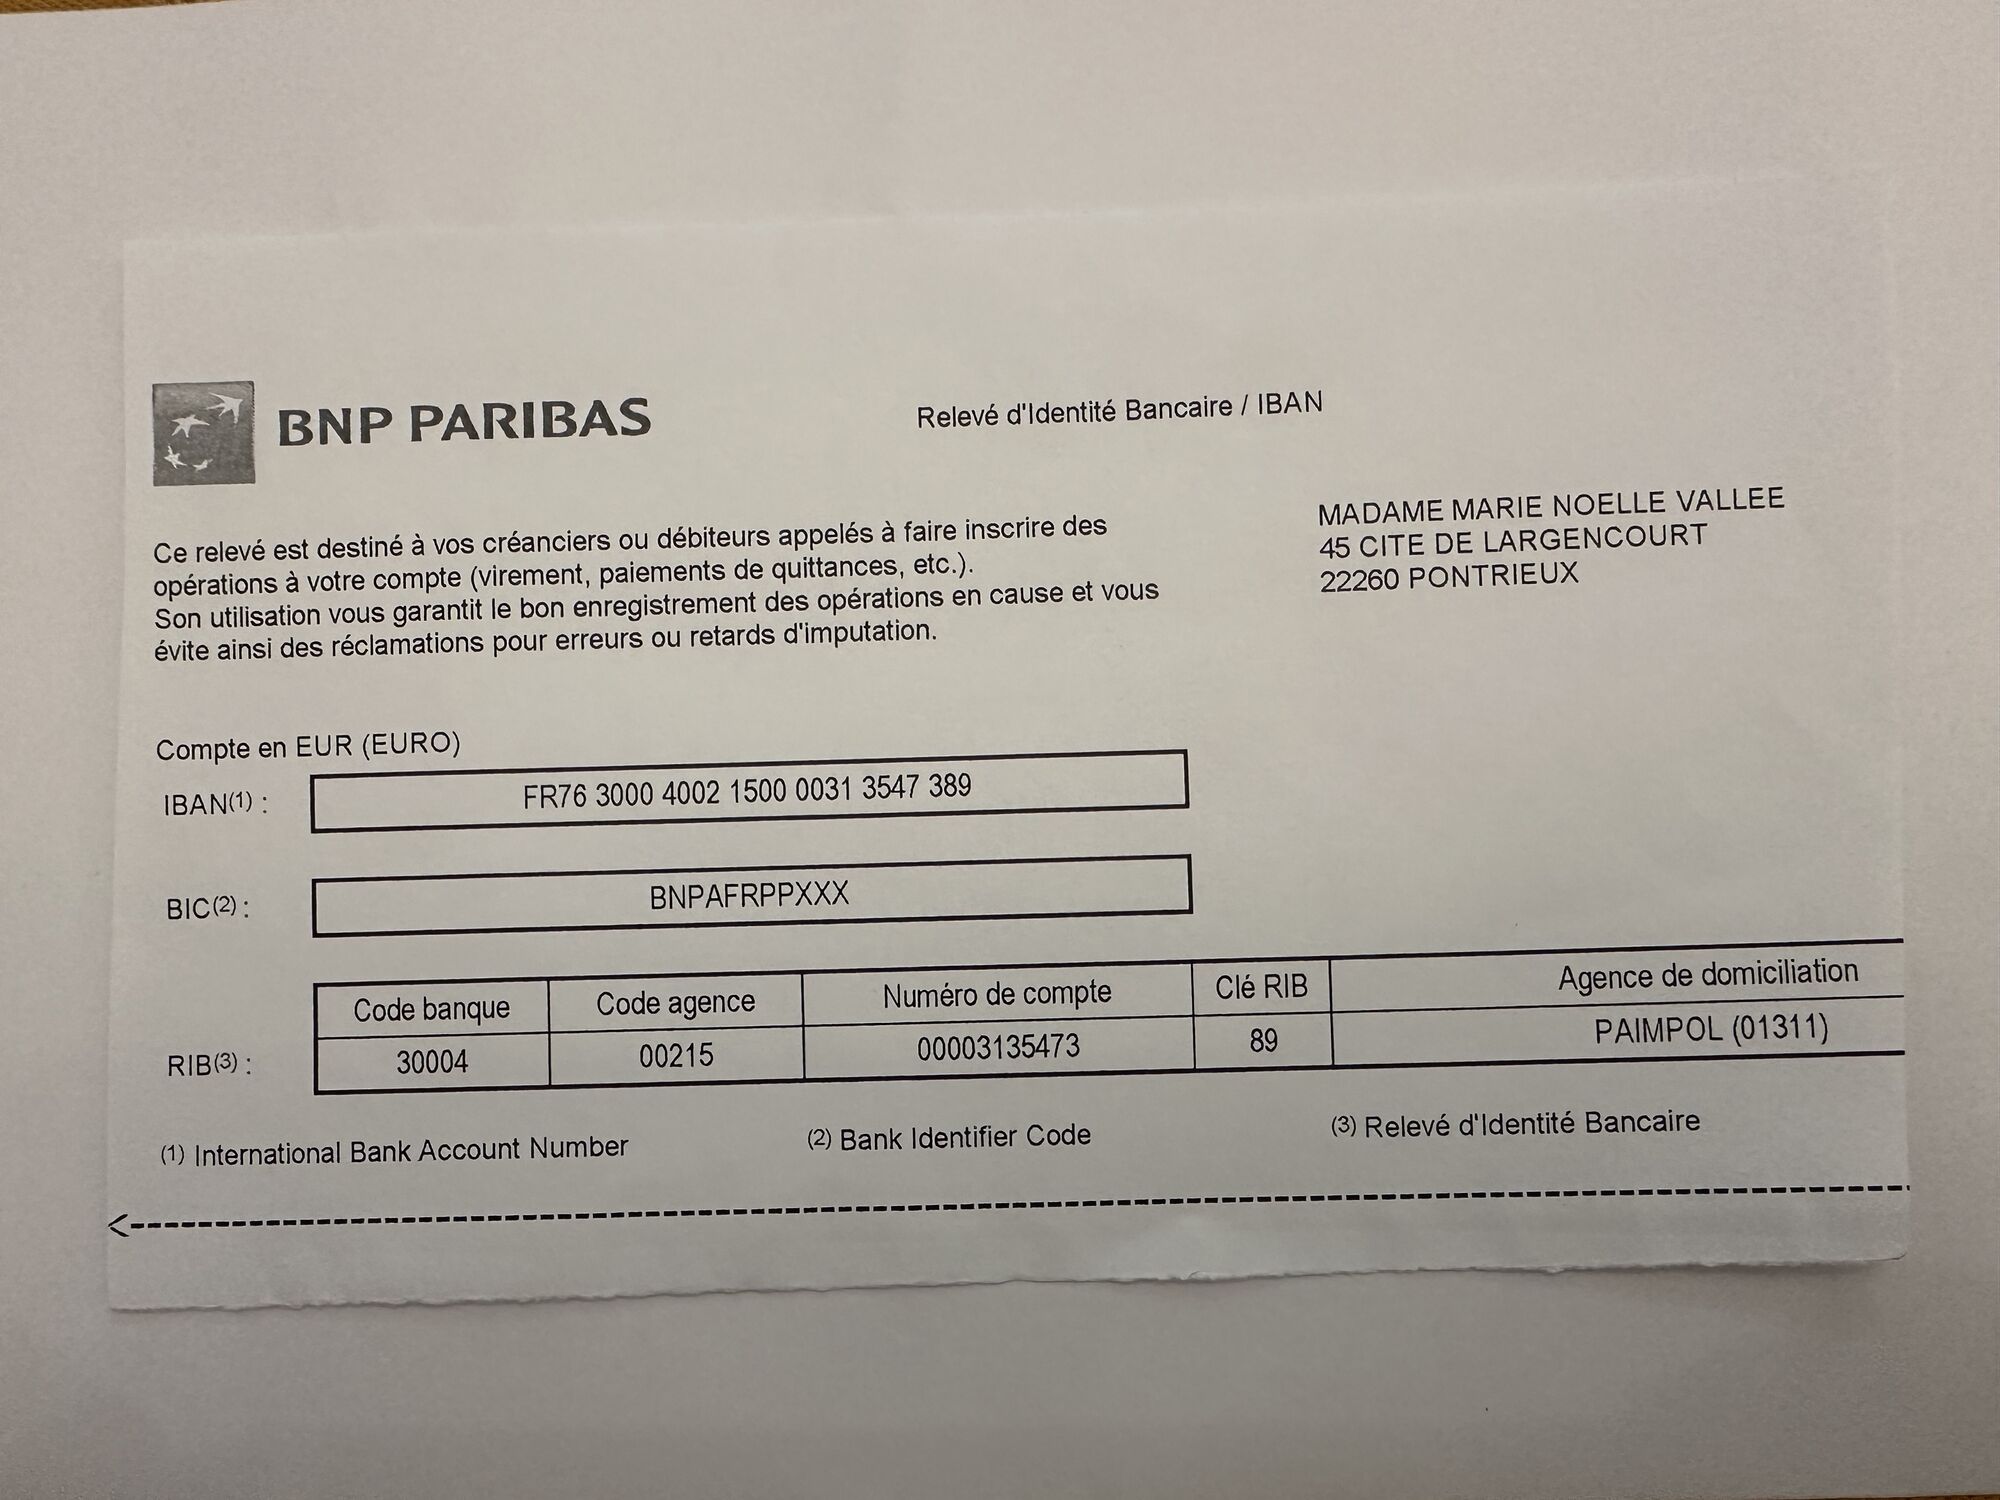 BNP PARIBAS
Relevé d'Identité Bancaire / IBAN
MADAME MARIE NOELLE VALLEE
45 CITE DE LARGENCOURT
22260 PONTRIEUX
Ce relevé est destiné à vos créanciers ou débiteurs appelés à faire inscrire des
opérations à votre compte (virement, paiements de quittances, etc.).
Son utilisation vous garantit le bon enregistrement des opérations en cause et vous
évite ainsi des réclamations pour erreurs ou retards d'imputation.
Compte en EUR (EURO)
IBAN(1) : FR76 3000 4002 1500 0031 3547 389
BIC(2) : BNPAFRPPXXX
Code banque Code agence Numéro de compte Clé RIB Agence de domiciliation
RIB(3) : 30004 00215 00003135473 89 PAIMPOL (01311)
(1) International Bank Account Number (2) Bank Identifier Code (3) Relevé d'Identité Bancaire